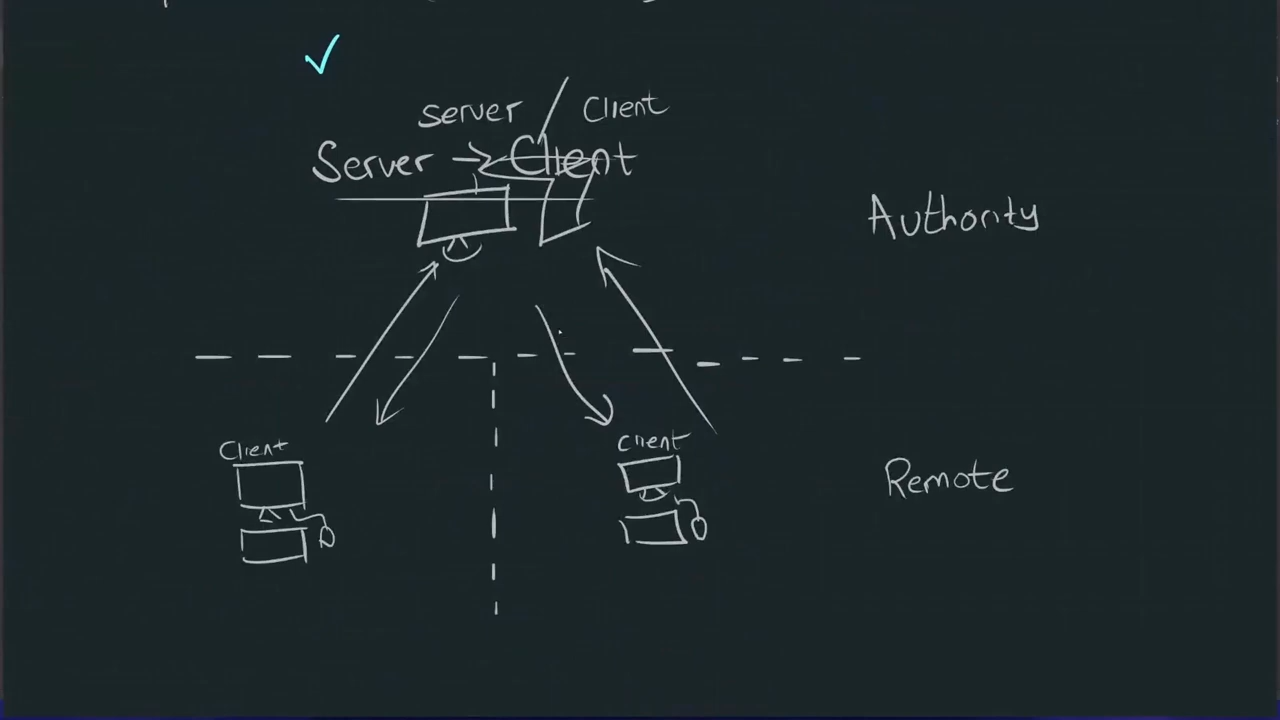 Server / Client
Server → Client
Authority
Client
Client
Remote